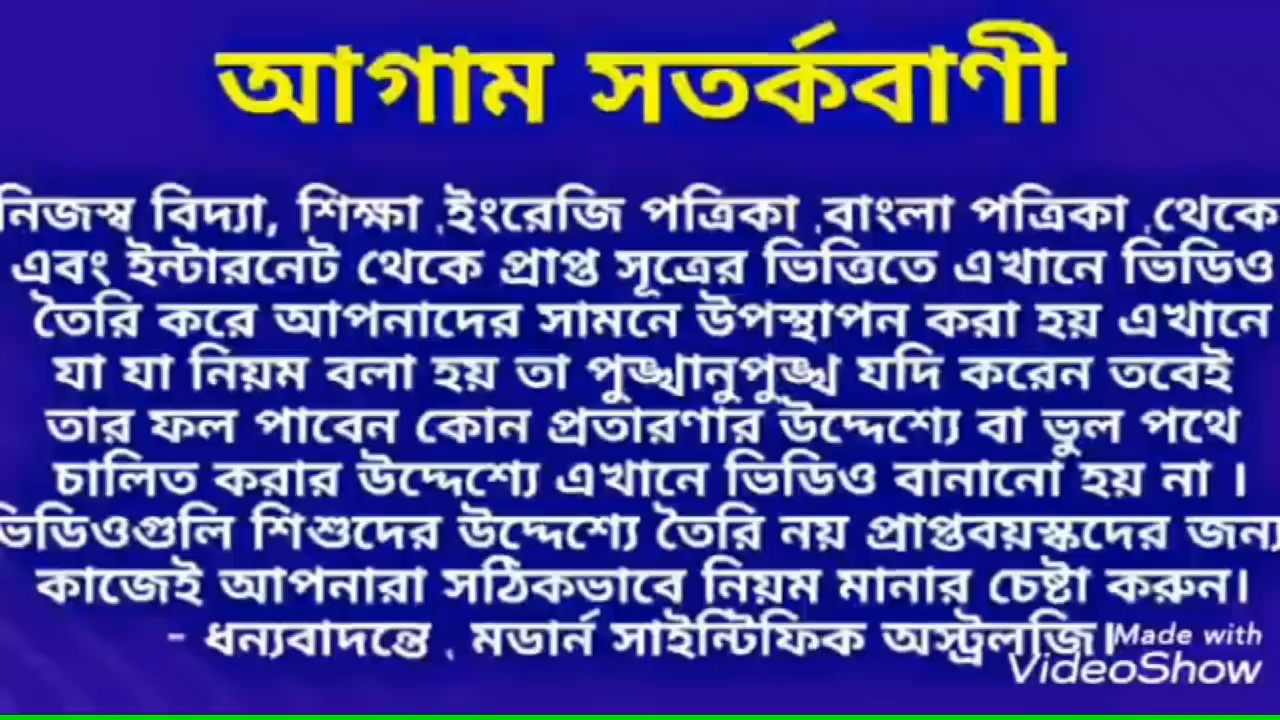 আগাম সতর্কবাণী
নিজস্ব বিদ্যা, শিক্ষা ,ইংরেজি পত্রিকা ,বাংলা পত্রিকা ,থেকে
এবং ইন্টারনেট থেকে প্রাপ্ত সূত্রের ভিত্তিতে এখানে ভিডিও
তৈরি করে আপনাদের সামনে উপস্থাপন করা হয় এখানে
যা যা নিয়ম বলা হয় তা পুঙ্খানুপুঙ্খ যদি করেন তবেই
তার ফল পাবেন কোন প্রতারণার উদ্দেশ্যে বা ভুল পথে
চালিত করার উদ্দেশ্যে এখানে ভিডিও বানানো হয় না ।
ভিডিওগুলি শিশুদের উদ্দেশ্যে তৈরি নয় প্রাপ্তবয়স্কদের জন্য
কাজেই আপনারা সঠিকভাবে নিয়ম মানার চেষ্টা করুন।
- ধন্যবাদন্তে , মডার্ন সাইন্টিফিক অস্ট্রলজি।
Made with
VideoShow